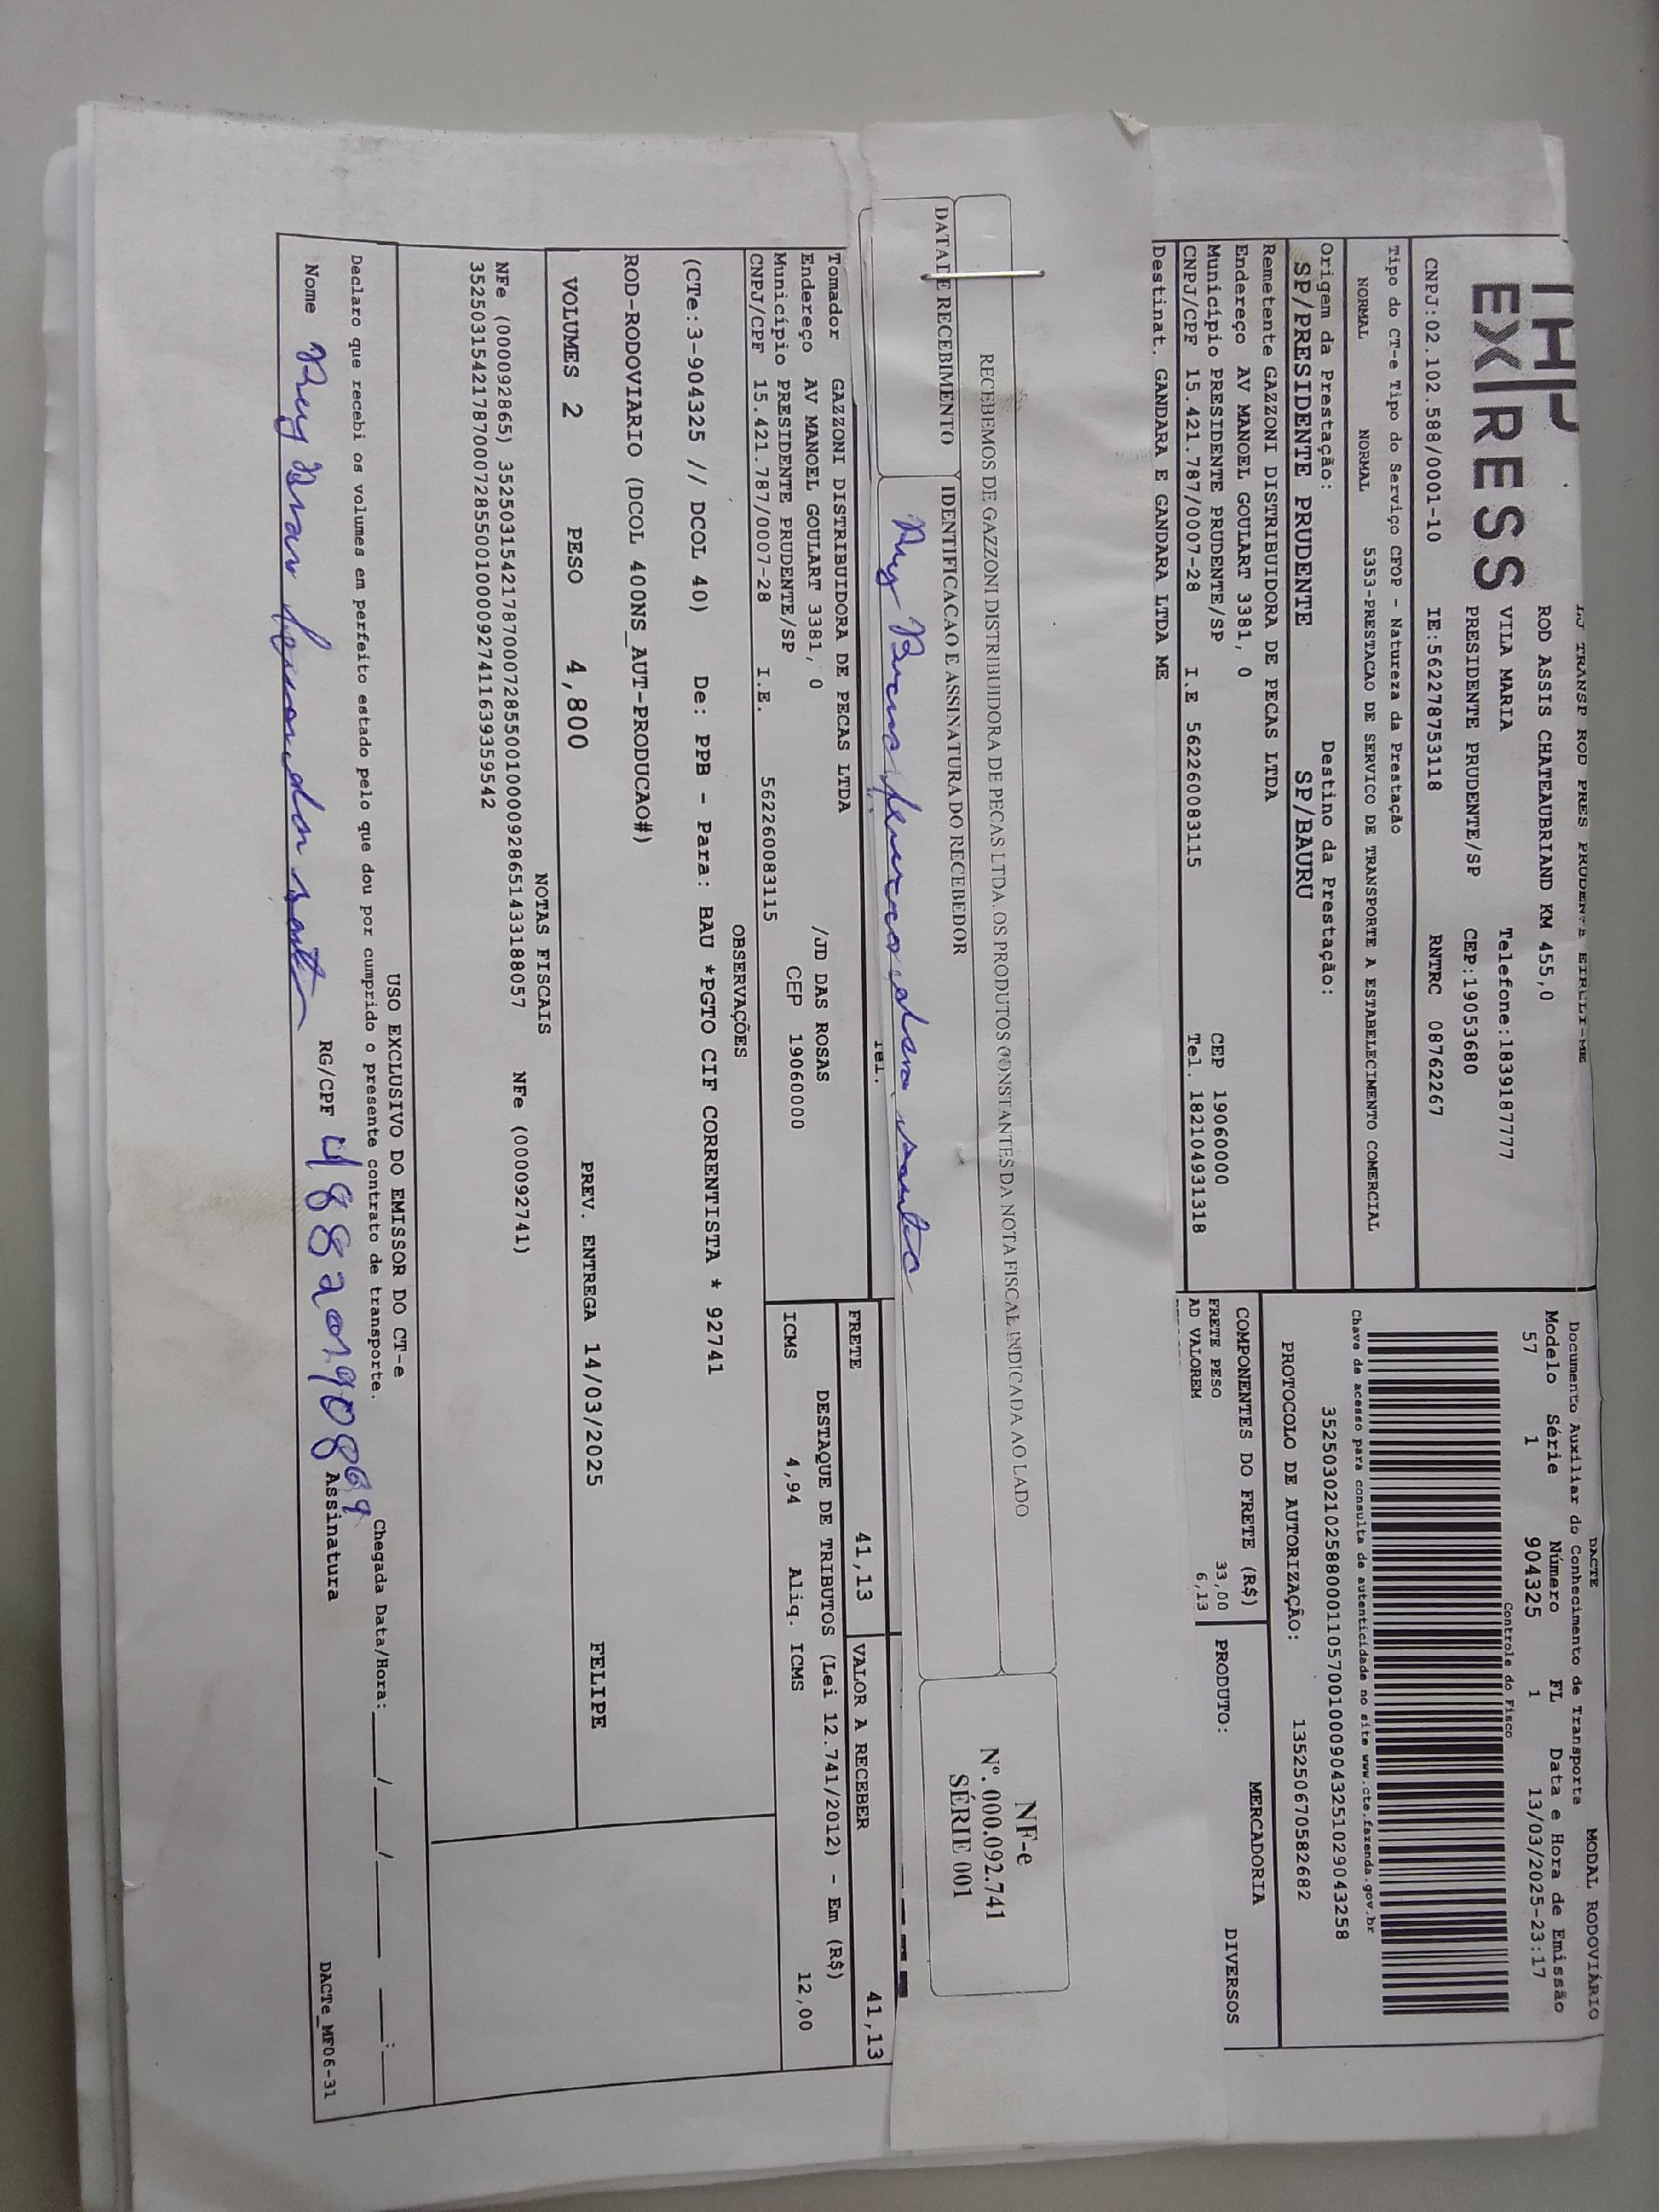 LJ TRANSP ROD PRES PRUDENTE EIRELI-ME
EX RESS
ROD ASSIS CHATEAUBRIAND KM 455,0
VILA MARIA Telefone:1839187777
PRESIDENTE PRUDENTE/SP CEP:19053680
CNPJ:02.102.588/0001-10 IE:562278753118 RNTRC 08762267
Tipo do CT-e Tipo do Serviço CFOP - Natureza da Prestação
NORMAL NORMAL 5353-PRESTACAO DE SERVICO DE TRANSPORTE A ESTABELECIMENTO COMERCIAL
Origem da Prestação: Destino da Prestação:
SP/PRESIDENTE PRUDENTE SP/BAURU
Remetente GAZZONI DISTRIBUIDORA DE PECAS LTDA
Endereço AV MANOEL GOULART 3381, 0
Município PRESIDENTE PRUDENTE/SP CEP 19060000
CNPJ/CPF 15.421.787/0007-28 I.E 562260083115 Tel. 182104931318
Destinat. GANDARA E GANDARA LTDA ME
DACTE MODAL RODOVIÁRIO
Documento Auxiliar do Conhecimento de Transporte
Modelo Série Número FL Data e Hora de Emissão
57 1 904325 1 13/03/2025-23:17
Controle do Fisco
Chave de acesso para consulta de autenticidade no site www.cte.fazenda.gov.br
35250302102588000110570010009043251029043258
PROTOCOLO DE AUTORIZAÇÃO: 135250670582682
COMPONENTES DO FRETE (R$) MERCADORIA
FRETE PESO 33,00 PRODUTO: DIVERSOS
AD VALOREM 6,13
RECEBEMOS DE GAZZONI DISTRIBUIDORA DE PECAS LTDA. OS PRODUTOS CONSTANTES DA NOTA FISCAL INDICADA AO LADO
DATA DE RECEBIMENTO IDENTIFICACAO E ASSINATURA DO RECEBEDOR
NF-e
Nº. 000.092.741
SÉRIE 001
Tel.
Tomador GAZZONI DISTRIBUIDORA DE PECAS LTDA
Endereço AV MANOEL GOULART 3381, 0 /JD DAS ROSAS
Município PRESIDENTE PRUDENTE/SP CEP 19060000
CNPJ/CPF 15.421.787/0007-28 I.E. 562260083115
FRETE 41,13 VALOR A RECEBER 41,13
DESTAQUE DE TRIBUTOS (Lei 12.741/2012) - Em (R$)
ICMS 4,94 Aliq. ICMS 12,00
OBSERVAÇÕES
(CTe:3-904325 // DCOL 40) De: PPB - Para: BAU *PGTO CIF CORRENTISTA * 92741
ROD-RODOVIARIO (DCOL 40ONS_AUT-PRODUCAO#)
VOLUMES 2 PESO 4,800 PREV. ENTREGA 14/03/2025 FELIPE
NOTAS FISCAIS
NFe (000092865) 35250315421787000728550010000928651433188057 NFe (000092741)
35250315421787000728550010000927411639359542
USO EXCLUSIVO DO EMISSOR DO CT-e
Declaro que recebi os volumes em perfeito estado pelo que dou por cumprido o presente contrato de transporte. Chegada Data/Hora: ___/___/_____ ___:___
Nome RG/CPF Assinatura
DACTe_MF06-31